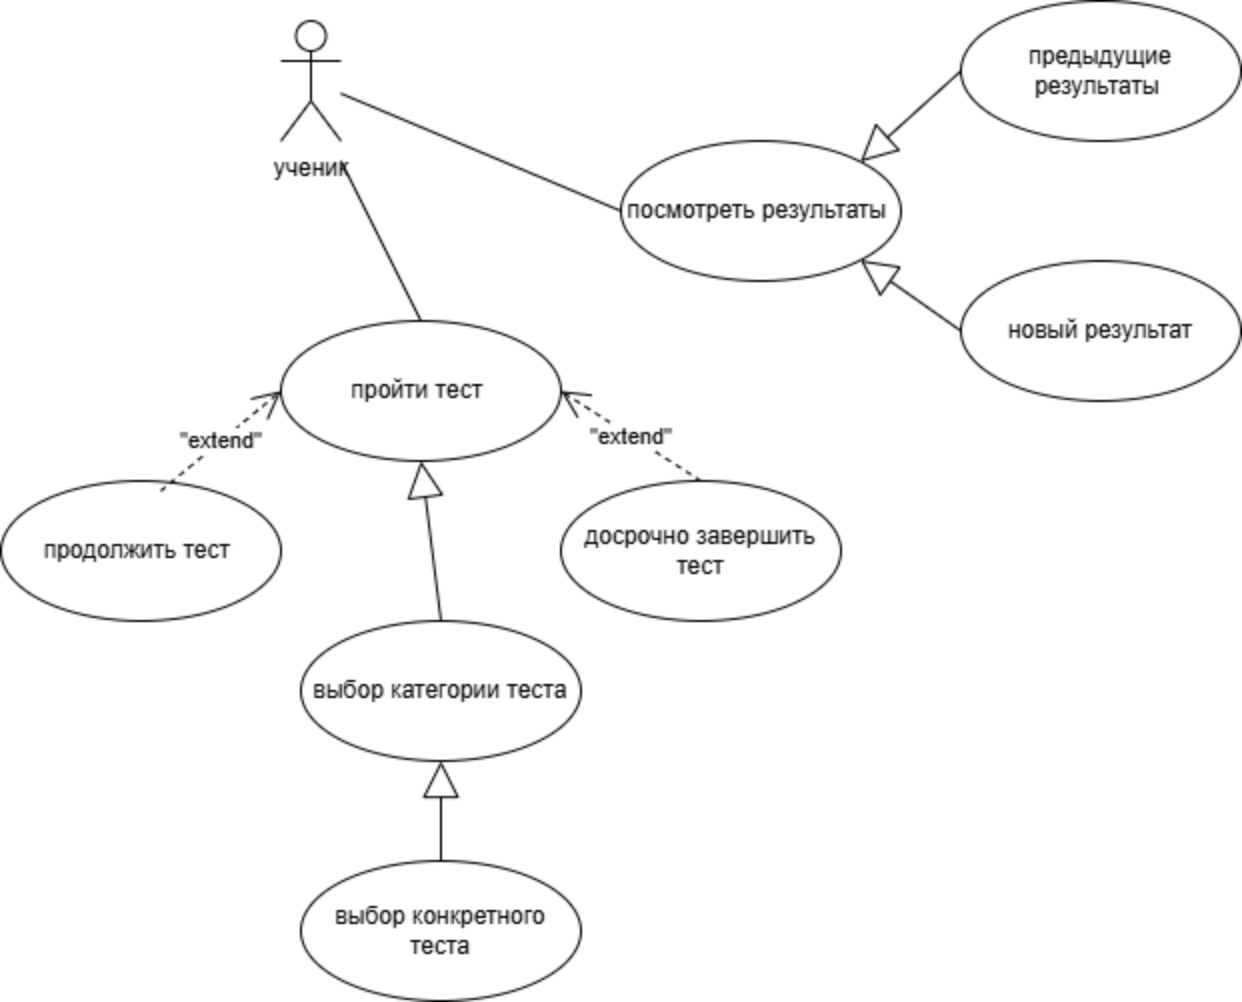 предыдущие
результаты
ученик
посмотреть результаты
новый результат
пройти тест
"extend"
"extend"
продолжить тест
досрочно завершить
тест
выбор категории теста
выбор конкретного
теста